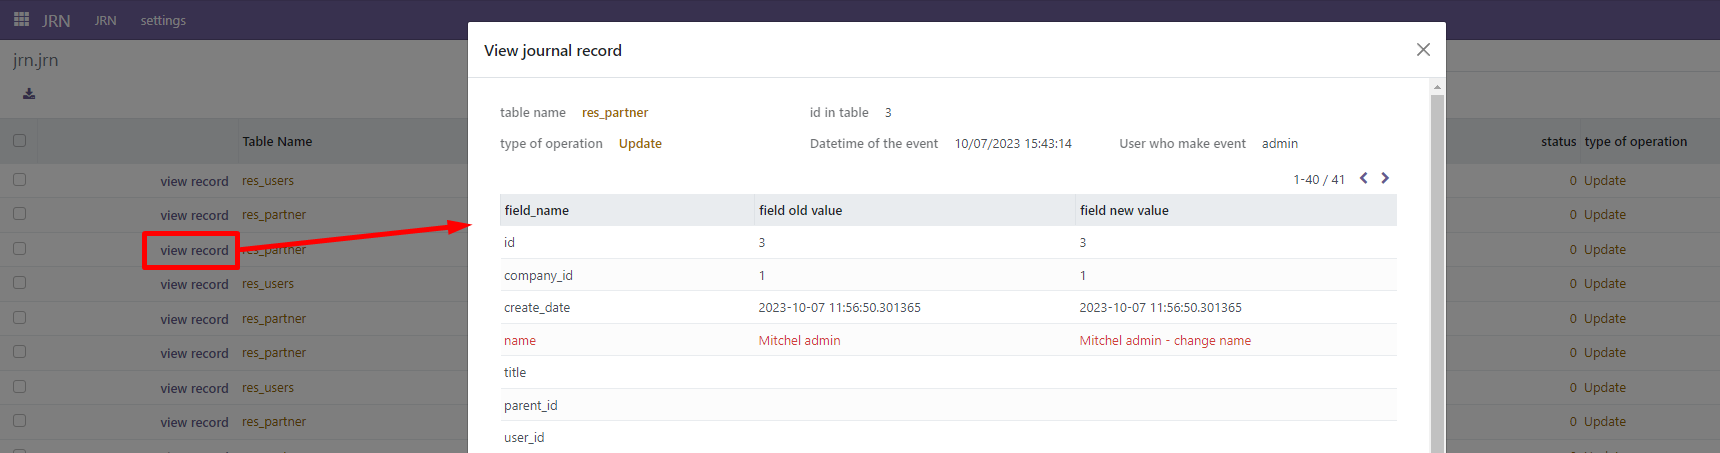 JRN JRN settings
jrn.jrn
Table Name
status type of operation
view record res_users 0 Update
view record res_partner 0 Update
view record res_partner 0 Update
view record res_users 0 Update
view record res_partner 0 Update
view record res_partner 0 Update
view record res_users 0 Update
view record res_partner 0 Update
View journal record
table name res_partner id in table 3
type of operation Update Datetime of the event 10/07/2023 15:43:14 User who make event admin
1-40 / 41
field_name field old value field new value
id 3 3
company_id 1 1
create_date 2023-10-07 11:56:50.301365 2023-10-07 11:56:50.301365
name Mitchel admin Mitchel admin - change name
title
parent_id
user_id